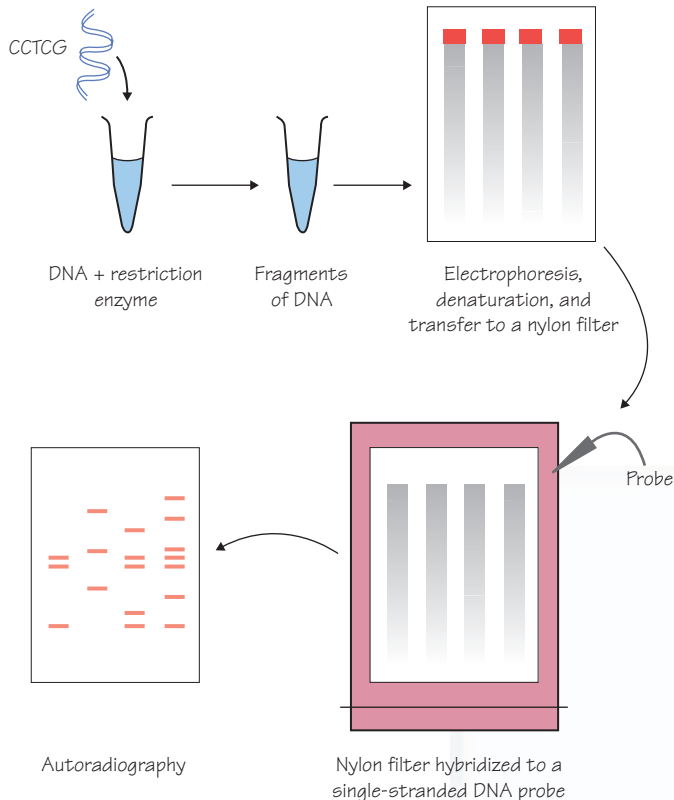 CCTCG
DNA + restriction
enzyme
Fragments
of DNA
Electrophoresis,
denaturation, and
transfer to a nylon filter
Probe
Autoradiography
Nylon filter hybridized to a
single-stranded DNA probe